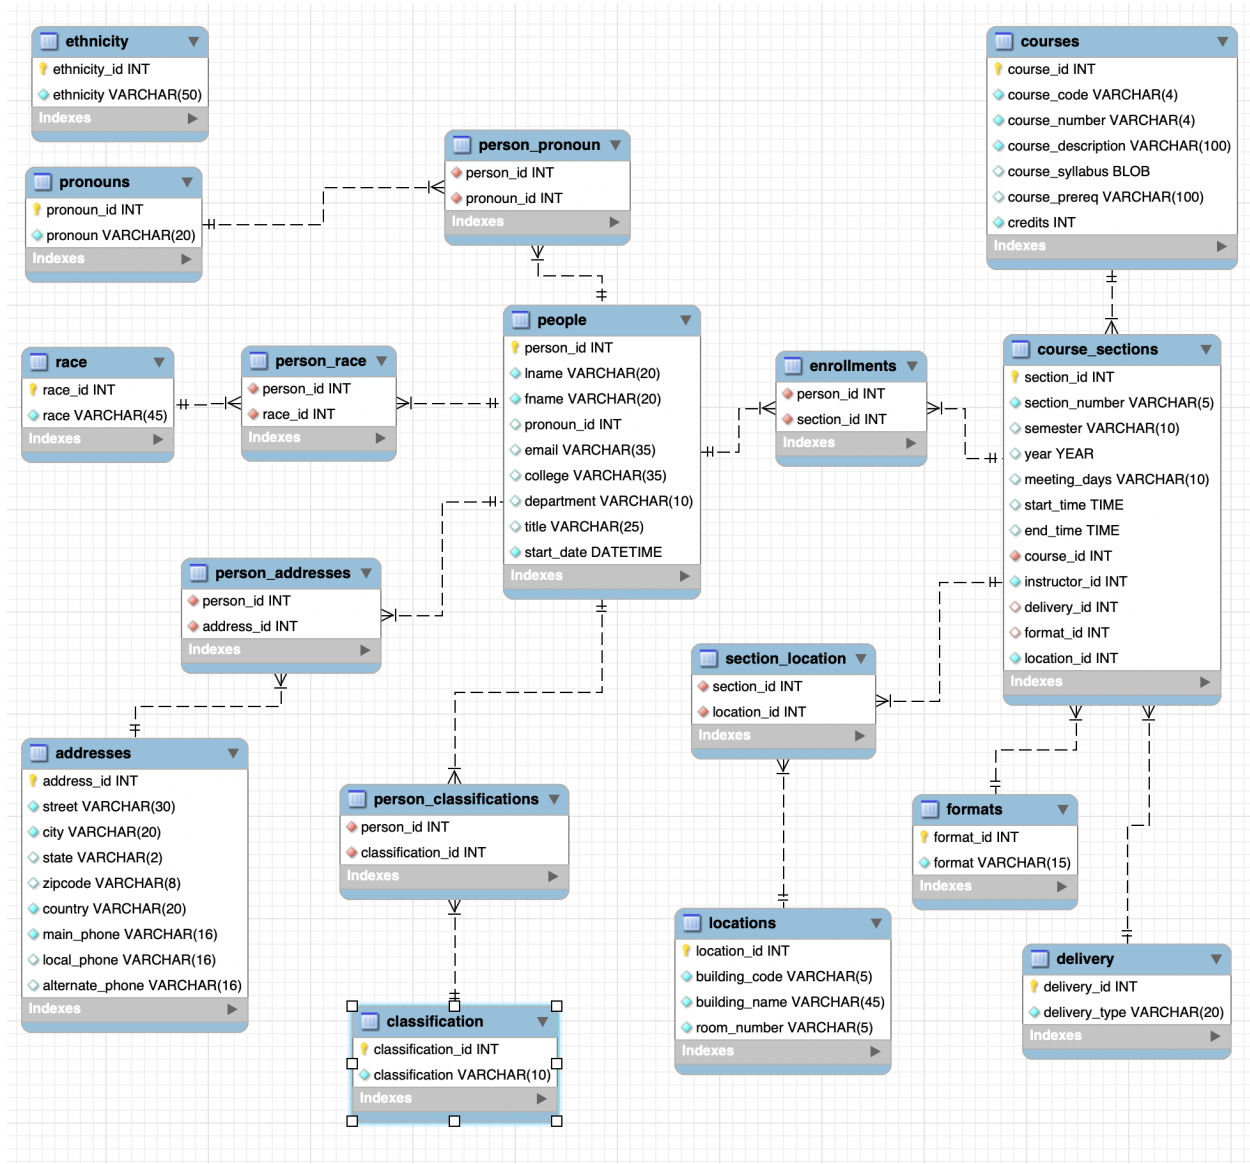 ethnicity
ethnicity_id INT
ethnicity VARCHAR(50)
Indexes
pronouns
pronoun_id INT
pronoun VARCHAR(20)
Indexes
person_pronoun
person_id INT
pronoun_id INT
Indexes
courses
course_id INT
course_code VARCHAR(4)
course_number VARCHAR(4)
course_description VARCHAR(100)
course_syllabus BLOB
course_prereq VARCHAR(100)
credits INT
Indexes
race
race_id INT
race VARCHAR(45)
Indexes
person_race
person_id INT
race_id INT
Indexes
people
person_id INT
lname VARCHAR(20)
fname VARCHAR(20)
pronoun_id INT
email VARCHAR(35)
college VARCHAR(35)
department VARCHAR(10)
title VARCHAR(25)
start_date DATETIME
Indexes
enrollments
person_id INT
section_id INT
Indexes
course_sections
section_id INT
section_number VARCHAR(5)
semester VARCHAR(10)
year YEAR
meeting_days VARCHAR(10)
start_time TIME
end_time TIME
course_id INT
instructor_id INT
delivery_id INT
format_id INT
location_id INT
Indexes
person_addresses
person_id INT
address_id INT
Indexes
section_location
section_id INT
location_id INT
Indexes
addresses
address_id INT
street VARCHAR(30)
city VARCHAR(20)
state VARCHAR(2)
zipcode VARCHAR(8)
country VARCHAR(20)
main_phone VARCHAR(16)
local_phone VARCHAR(16)
alternate_phone VARCHAR(16)
Indexes
person_classifications
person_id INT
classification_id INT
Indexes
formats
format_id INT
format VARCHAR(15)
Indexes
locations
location_id INT
building_code VARCHAR(5)
building_name VARCHAR(45)
room_number VARCHAR(5)
Indexes
delivery
delivery_id INT
delivery_type VARCHAR(20)
Indexes
classification
classification_id INT
classification VARCHAR(10)
Indexes